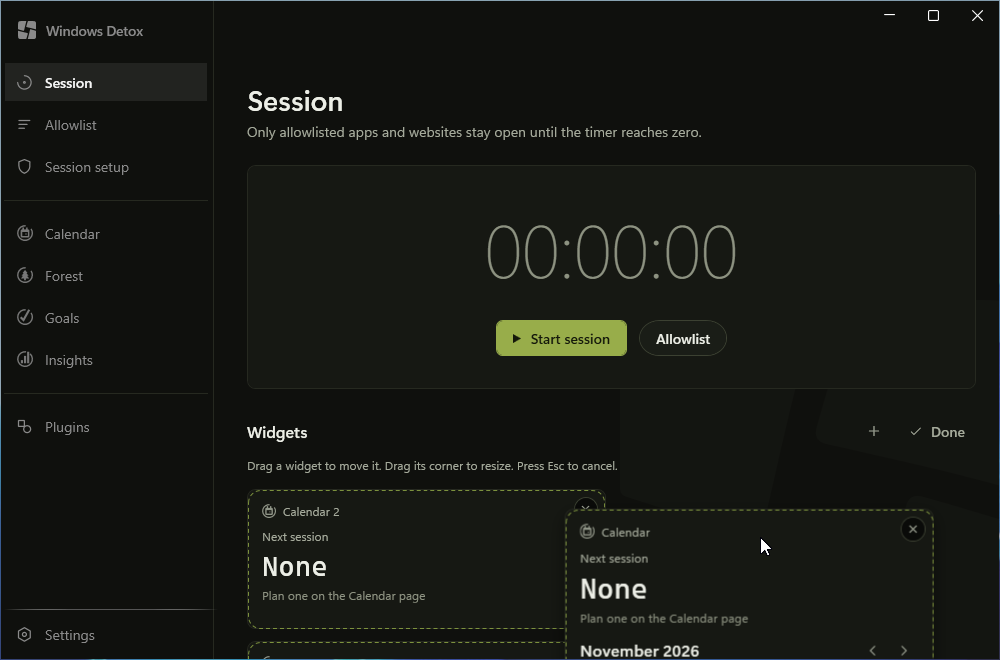 Windows Detox
Session
Allowlist
Session setup
Calendar
Forest
Goals
Insights
Plugins
Settings
Session
Only allowlisted apps and websites stay open until the timer reaches zero.
00:00:00
Start session
Allowlist
Widgets
+
Done
Drag a widget to move it. Drag its corner to resize. Press Esc to cancel.
Calendar 2
Next session
None
Plan one on the Calendar page
Calendar
Next session
None
Plan one on the Calendar page
November 2026